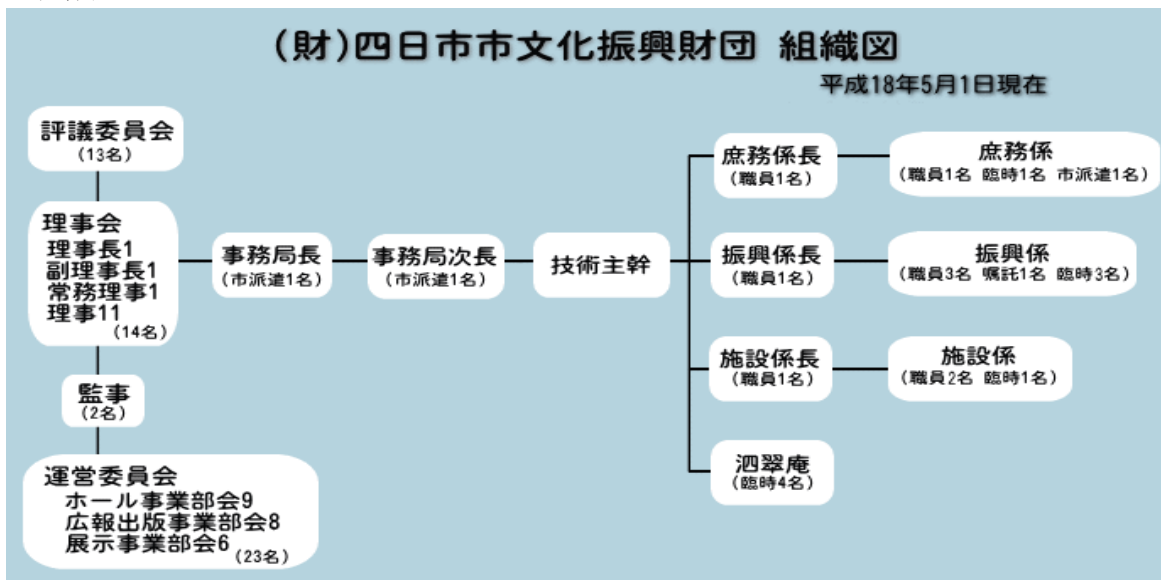 (財)四日市市文化振興財団 組織図
平成18年5月1日現在
評議委員会
(13名)
理事会
理事長1
副理事長1
常務理事1
理事11
(14名)
監事
(2名)
運営委員会
ホール事業部会9
広報出版事業部会8
展示事業部会6
(23名)
事務局長
(市派遣1名)
事務局次長
(市派遣1名)
技術主幹
庶務係長
(職員1名)
庶務係
(職員1名 臨時1名 市派遣1名)
振興係長
(職員1名)
振興係
(職員3名 嘱託1名 臨時3名)
施設係長
(職員1名)
施設係
(職員2名 臨時1名)
泗翠庵
(臨時4名)